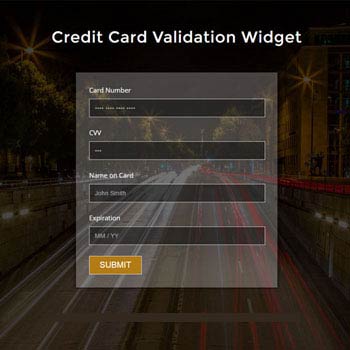 Credit Card Validation Widget
Card Number
•••• •••• •••• ••••
CVV
•••
Name on Card
John Smith
Expiration
MM / YY
SUBMIT